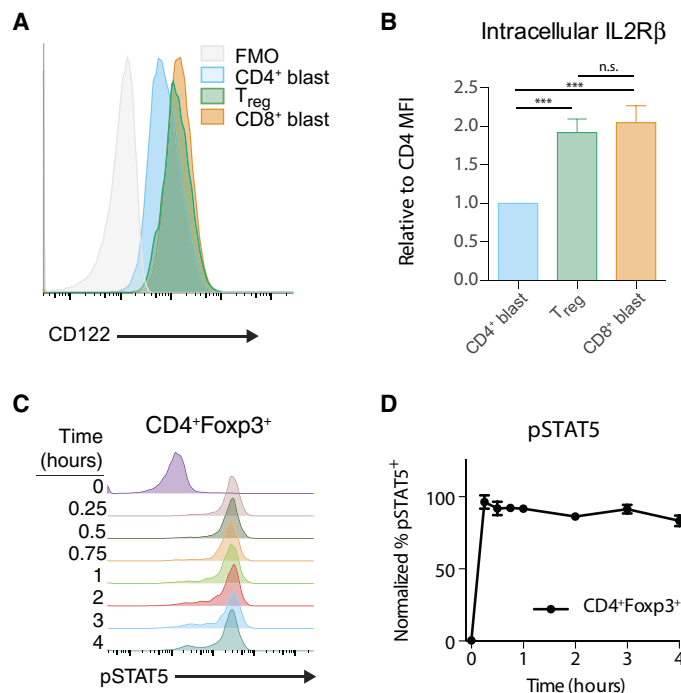 A
FMO
CD4⁺ blast
Treg
CD8⁺ blast
CD122
B
Intracellular IL2Rβ
n.s.
***
***
2.5
2.0
1.5
1.0
0.5
0.0
Relative to CD4 MFI
CD4⁺ blast
Treg
CD8⁺ blast
C
CD4⁺Foxp3⁺
Time
(hours)
0
0.25
0.5
0.75
1
2
3
4
pSTAT5
D
pSTAT5
100
50
0
Normalized % pSTAT5⁺
CD4⁺Foxp3⁺
0 1 2 3 4
Time (hours)